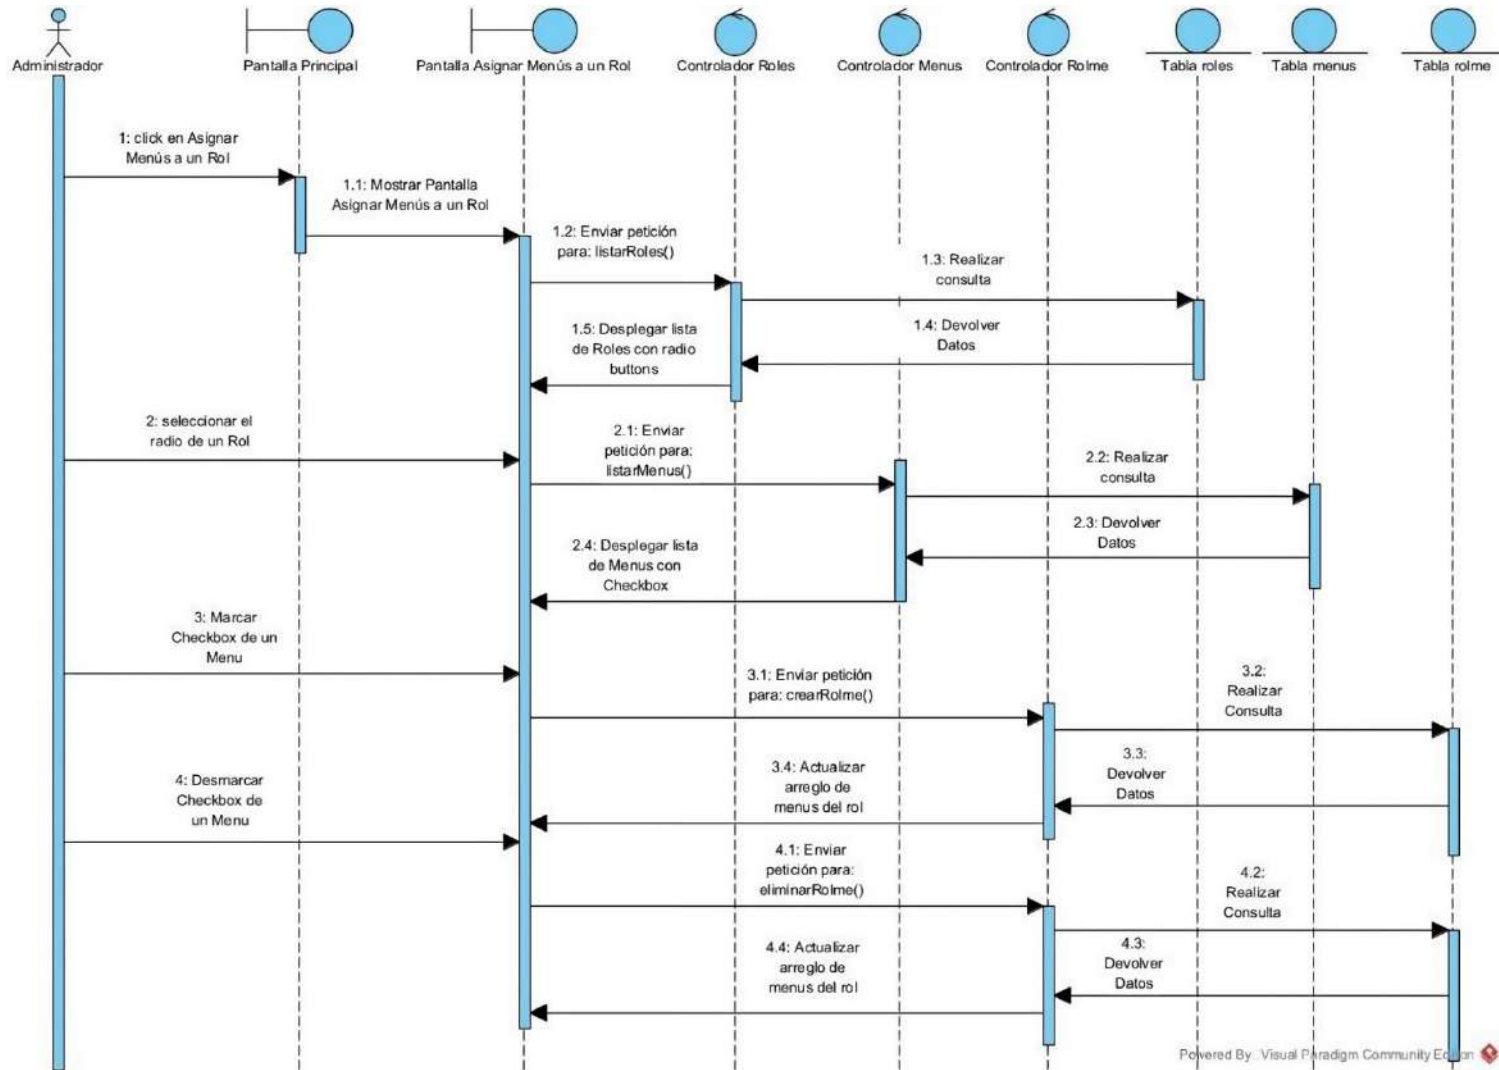 Administrador
Pantalla Principal
Pantalla Asignar Menús a un Rol
Controlador Roles
Controlador Menus
Controlador Rolme
Tabla roles
Tabla menus
Tabla rolme
1: click en Asignar
Menús a un Rol
1.1: Mostrar Pantalla
Asignar Menús a un Rol
1.2: Enviar petición
para: listarRoles()
1.3: Realizar
consulta
1.4: Devolver
Datos
1.5: Desplegar lista
de Roles con radio
buttons
2: seleccionar el
radio de un Rol
2.1: Enviar
petición para:
listarMenus()
2.2: Realizar
consulta
2.3: Devolver
Datos
2.4: Desplegar lista
de Menus con
Checkbox
3: Marcar
Checkbox de un
Menu
3.1: Enviar petición
para: crearRolme()
3.2:
Realizar
Consulta
3.3:
Devolver
Datos
3.4: Actualizar
arreglo de
menus del rol
4: Desmarcar
Checkbox de
un Menu
4.1: Enviar
petición para:
eliminarRolme()
4.2:
Realizar
Consulta
4.3:
Devolver
Datos
4.4: Actualizar
arreglo de
menus del rol
Powered By Visual Paradigm Community Edition